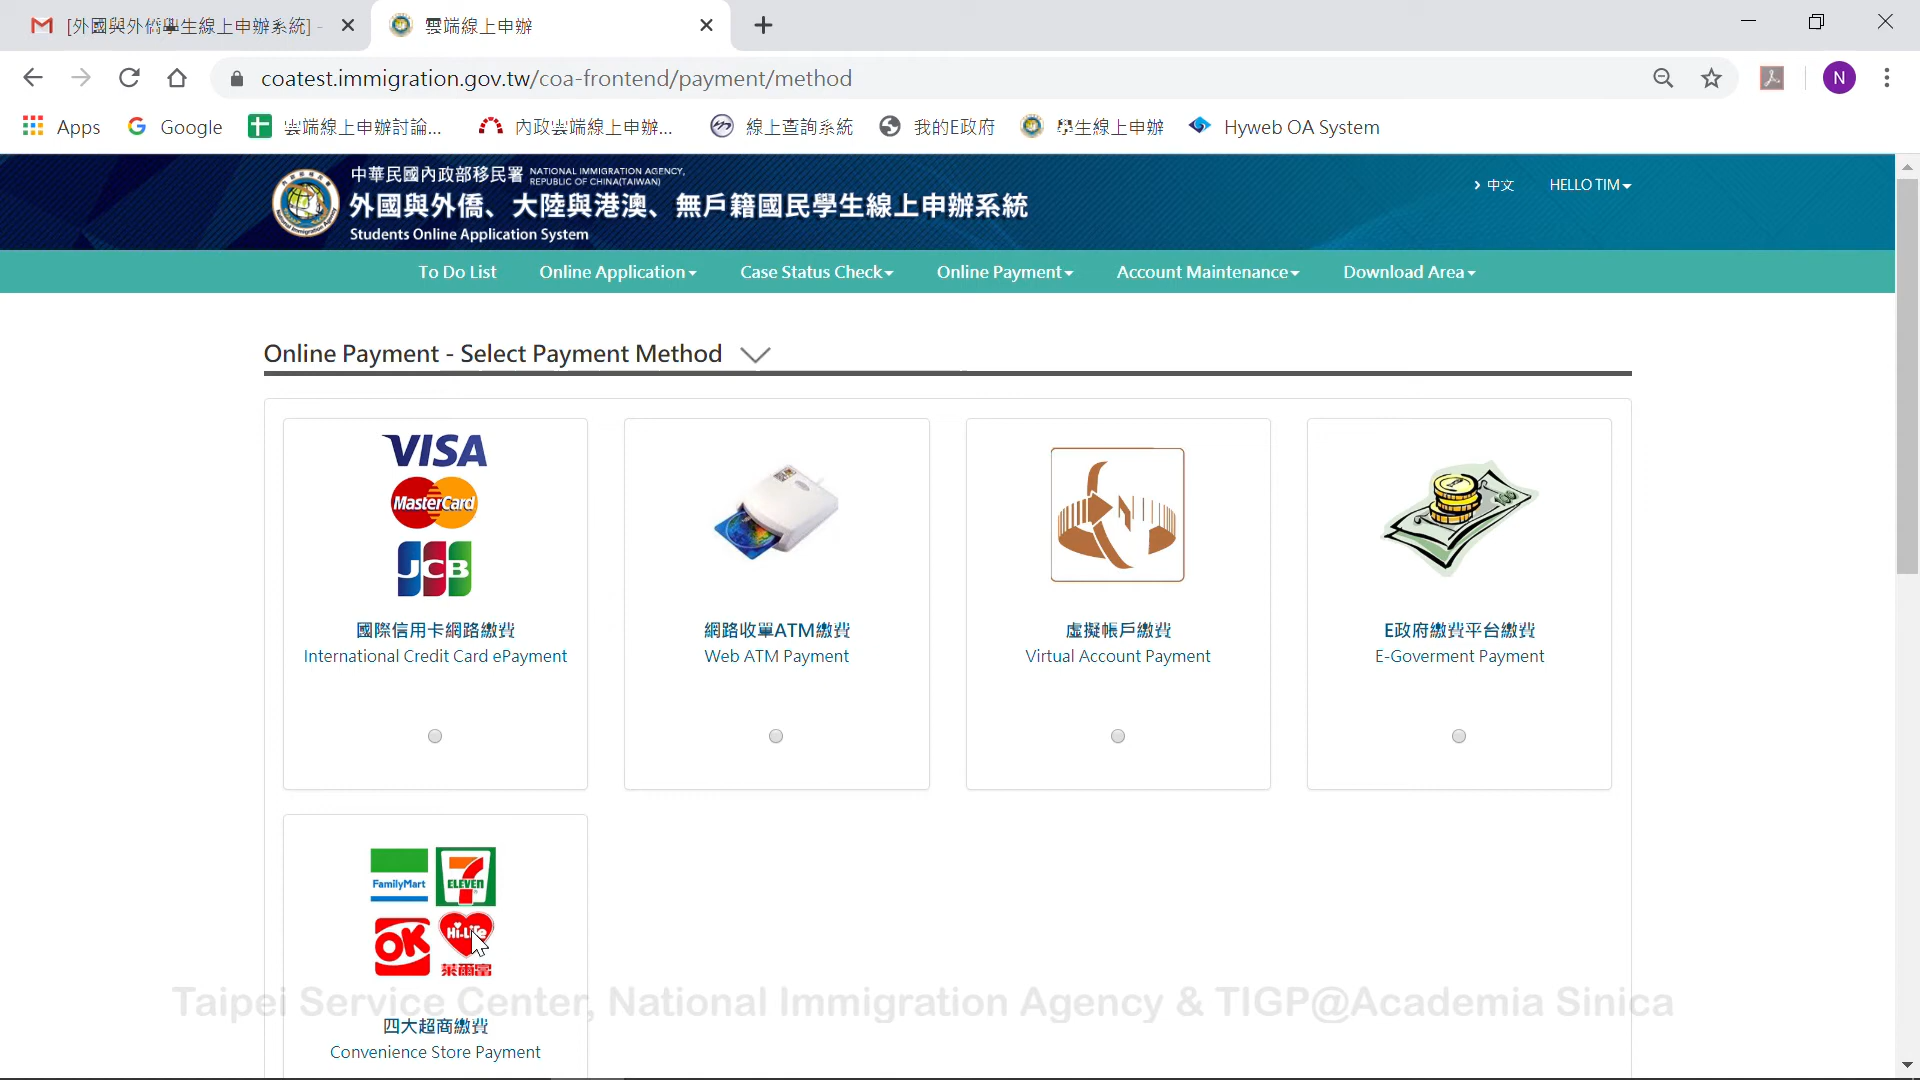 [外國與外僑學生線上申辦系統] -
雲端線上申辦
coatest.immigration.gov.tw/coa-frontend/payment/method
N
Apps
Google
雲端線上申辦討論...
內政雲端線上申辦...
線上查詢系統
我的E政府
學生線上申辦
Hyweb OA System
中華民國內政部移民署 NATIONAL IMMIGRATION AGENCY, REPUBLIC OF CHINA(TAIWAN)
外國與外僑、大陸與港澳、無戶籍國民學生線上申辦系統
Students Online Application System
中文
HELLO TIM
To Do List
Online Application
Case Status Check
Online Payment
Account Maintenance
Download Area
Online Payment - Select Payment Method
VISA
MasterCard
JCB
國際信用卡網路繳費
International Credit Card ePayment
網路收單ATM繳費
Web ATM Payment
虛擬帳戶繳費
Virtual Account Payment
E政府繳費平台繳費
E-Goverment Payment
FamilyMart
7 ELEVEN
OK
Hi-Life
萊爾富
Taipei Service Center, National Immigration Agency & TIGP@Academia Sinica
四大超商繳費
Convenience Store Payment